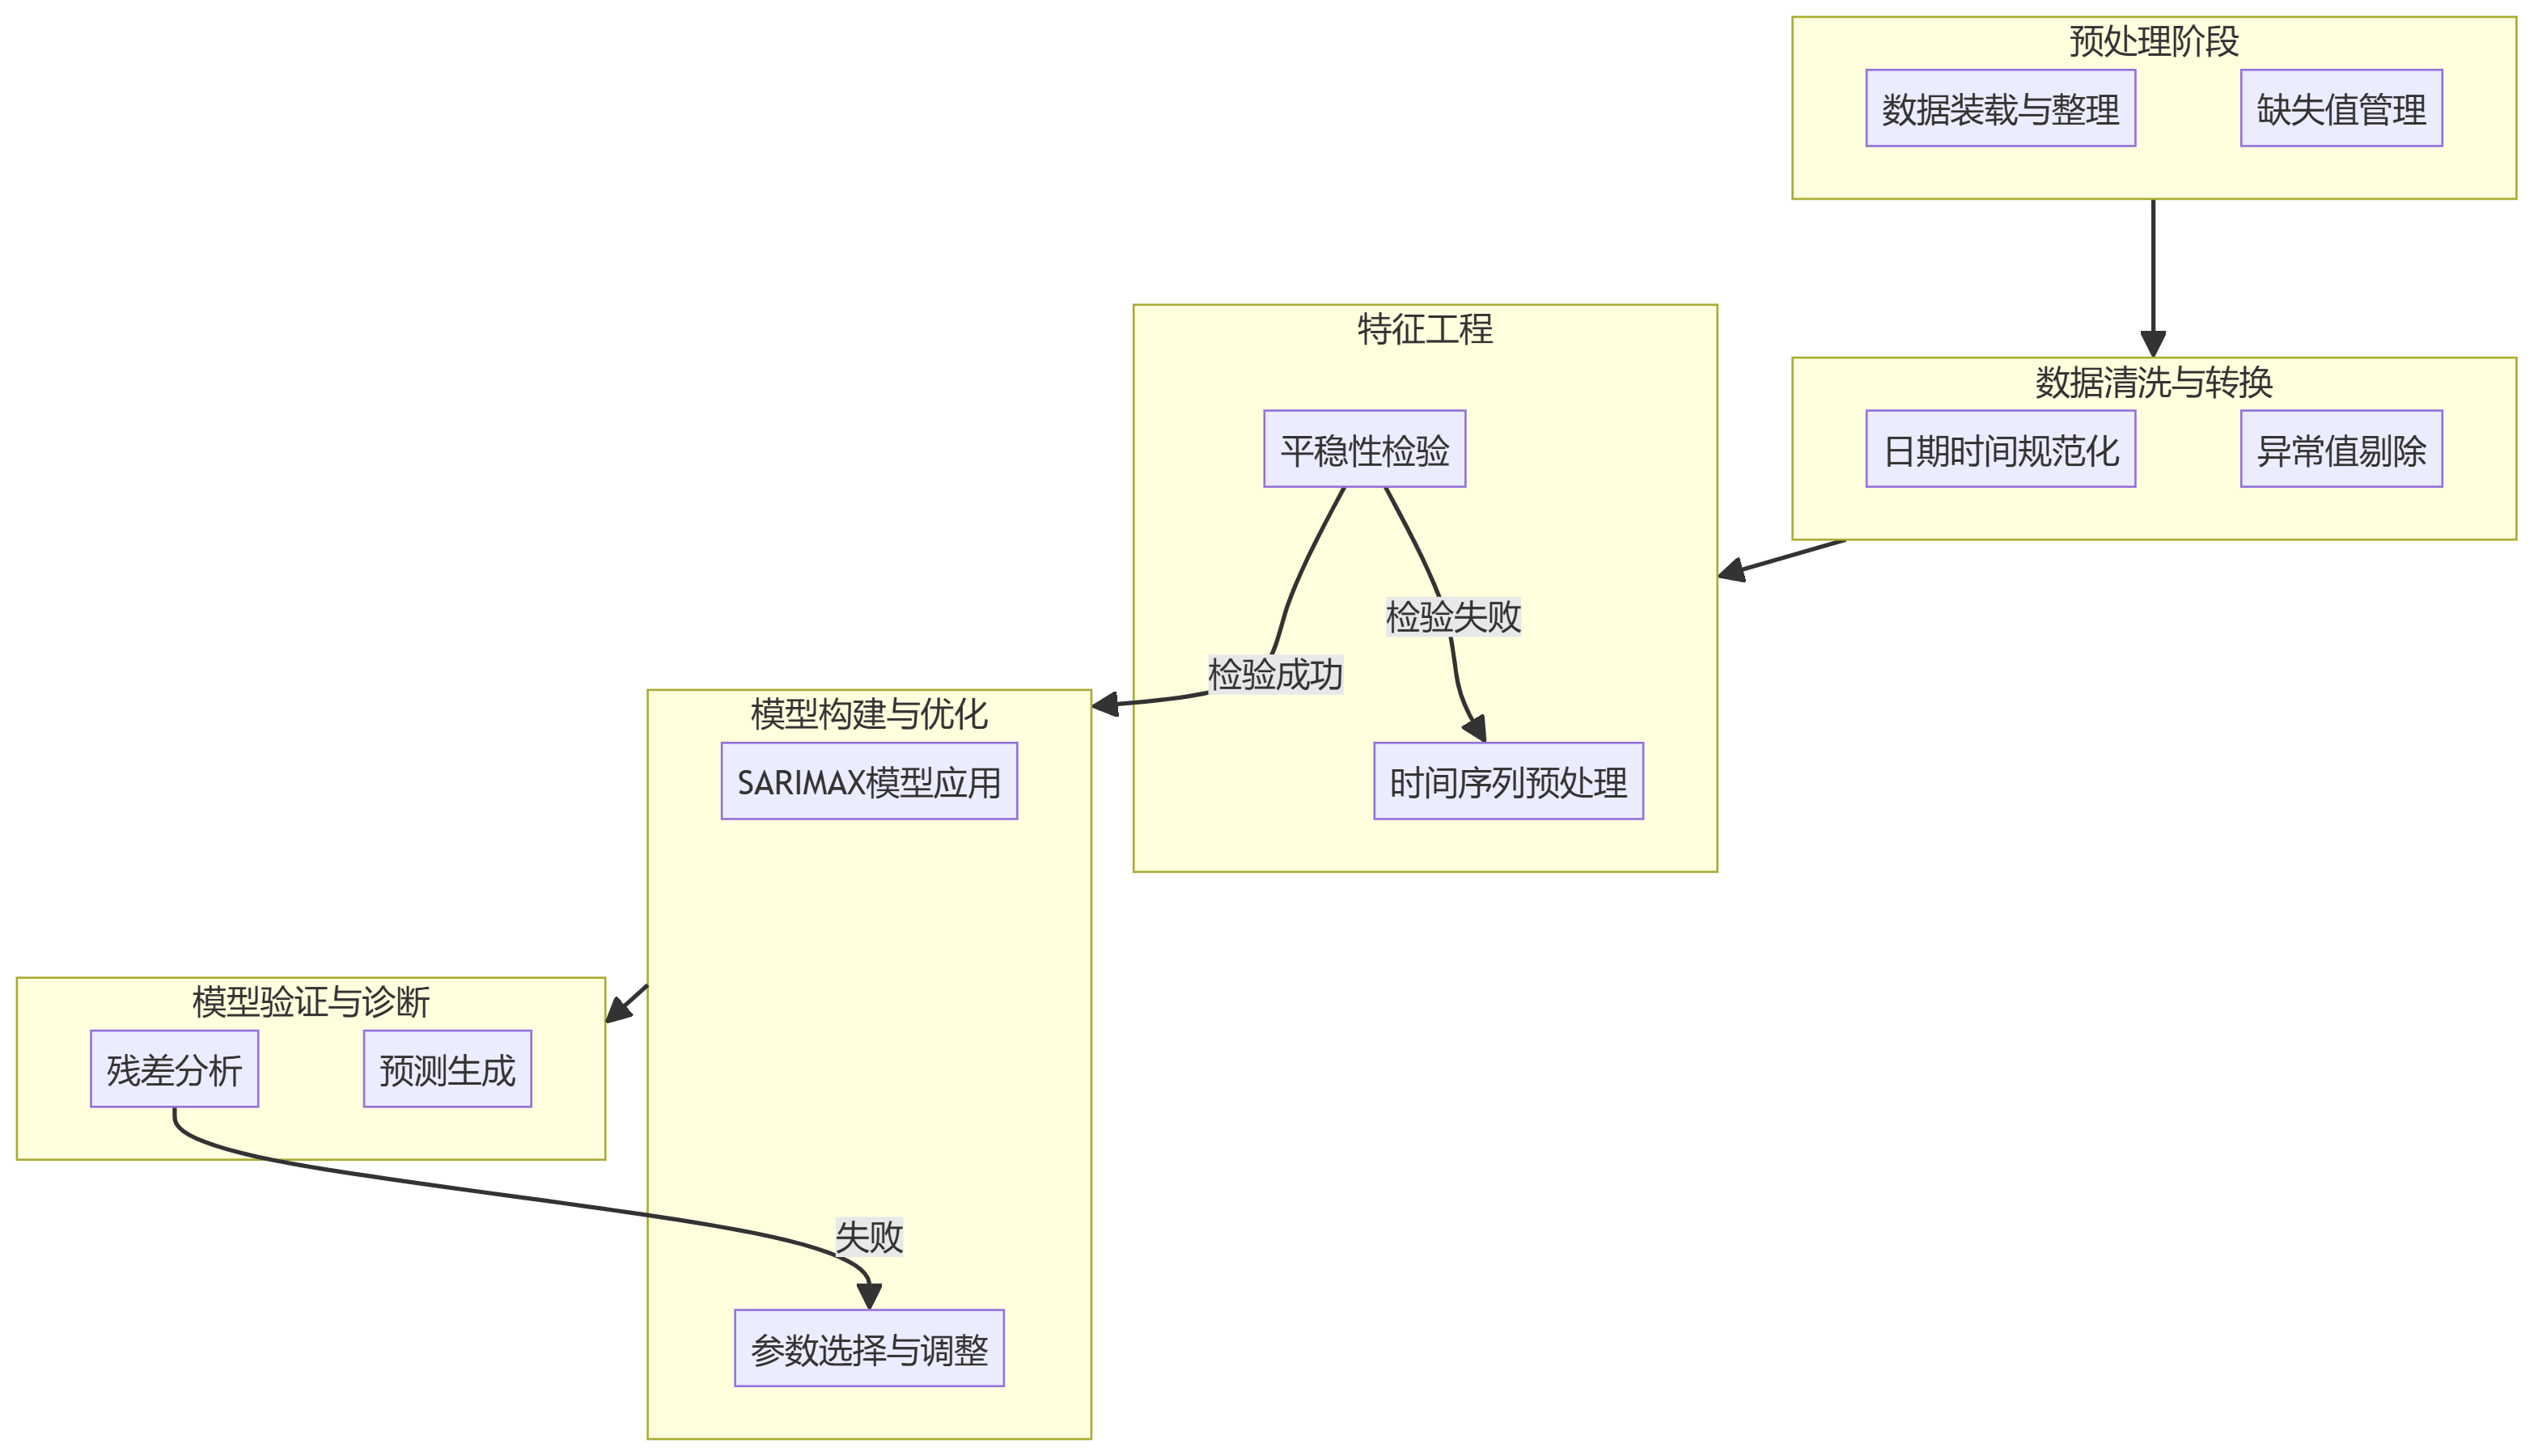 预处理阶段
数据装载与整理
缺失值管理
数据清洗与转换
日期时间规范化
异常值剔除
特征工程
平稳性检验
检验失败
检验成功
时间序列预处理
模型构建与优化
SARIMAX模型应用
模型验证与诊断
残差分析
预测生成
失败
参数选择与调整